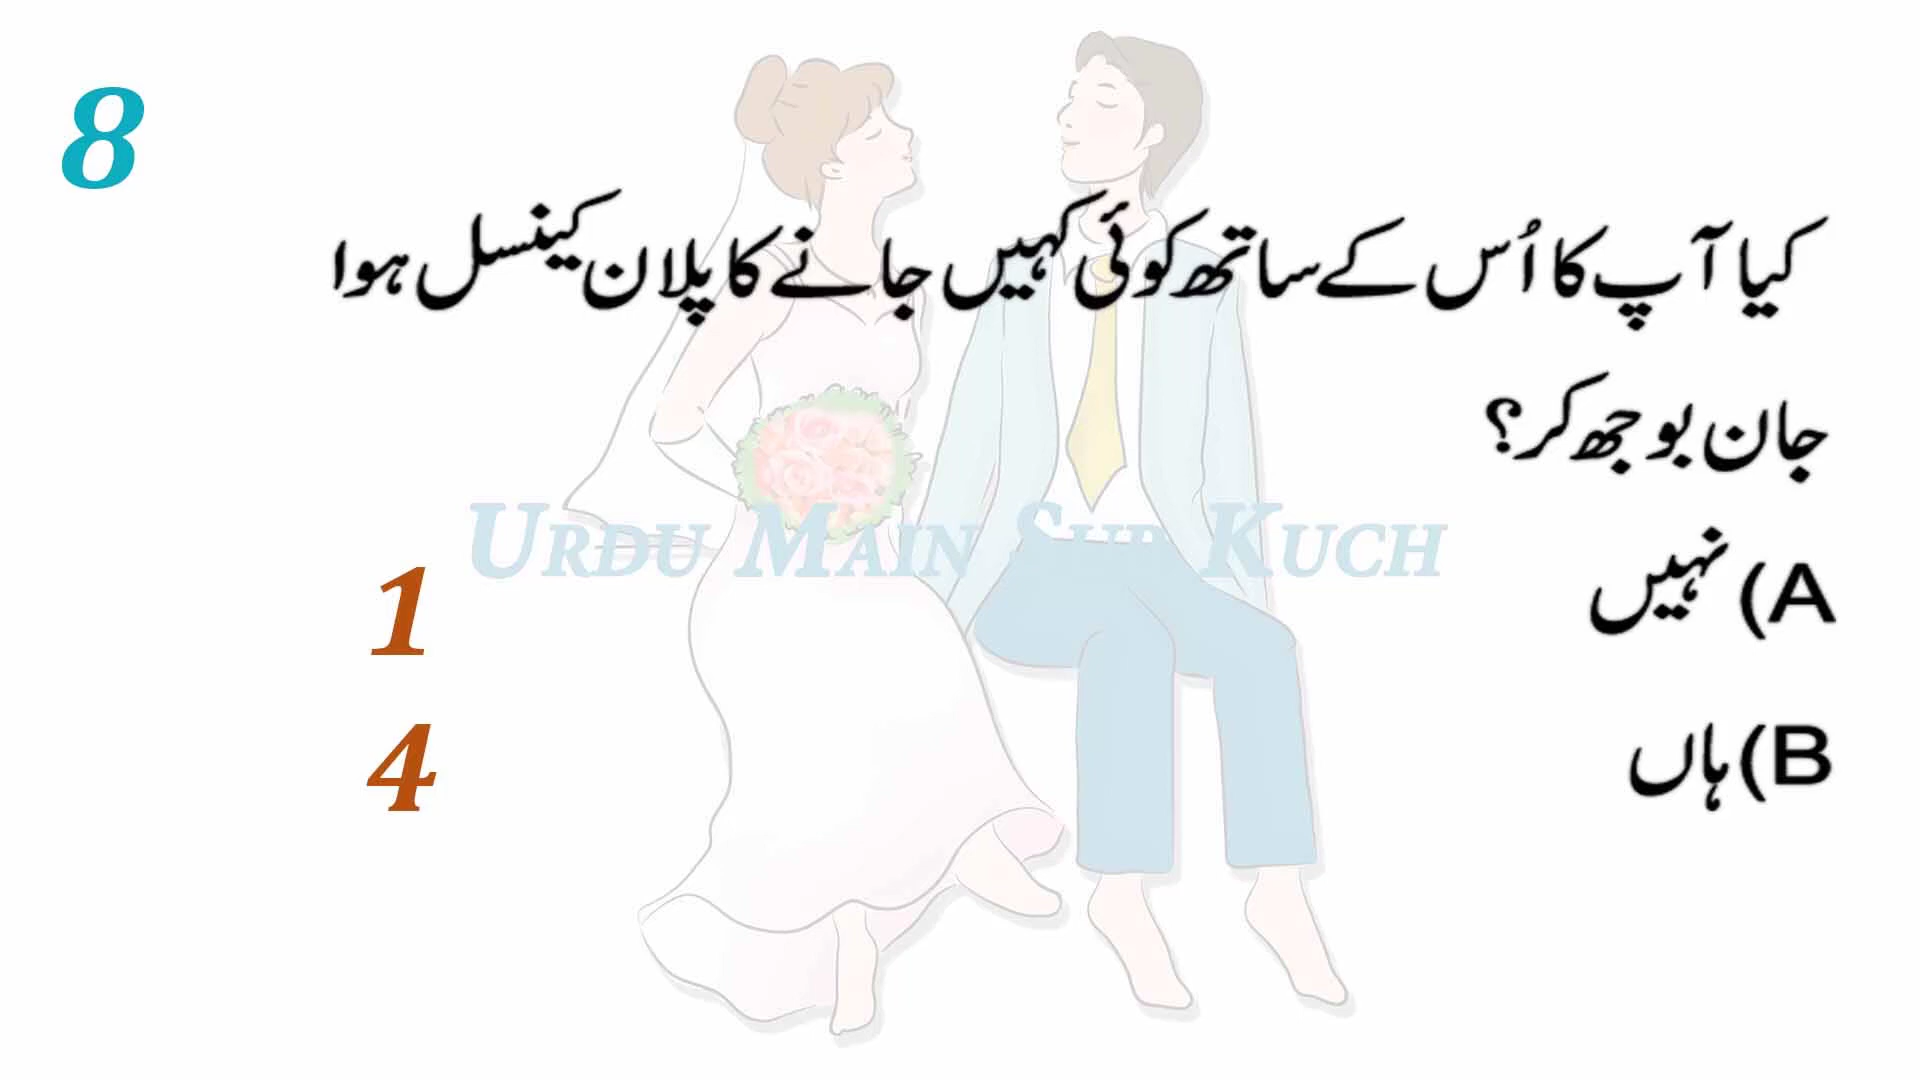 8
کیا آپ کا اُس کے ساتھ کوئی کہیں جانے کا پلان کینسل ہوا
جان بوجھ کر؟
URDU MAIN SUB KUCH
A) نہیں 1
B) ہاں 4